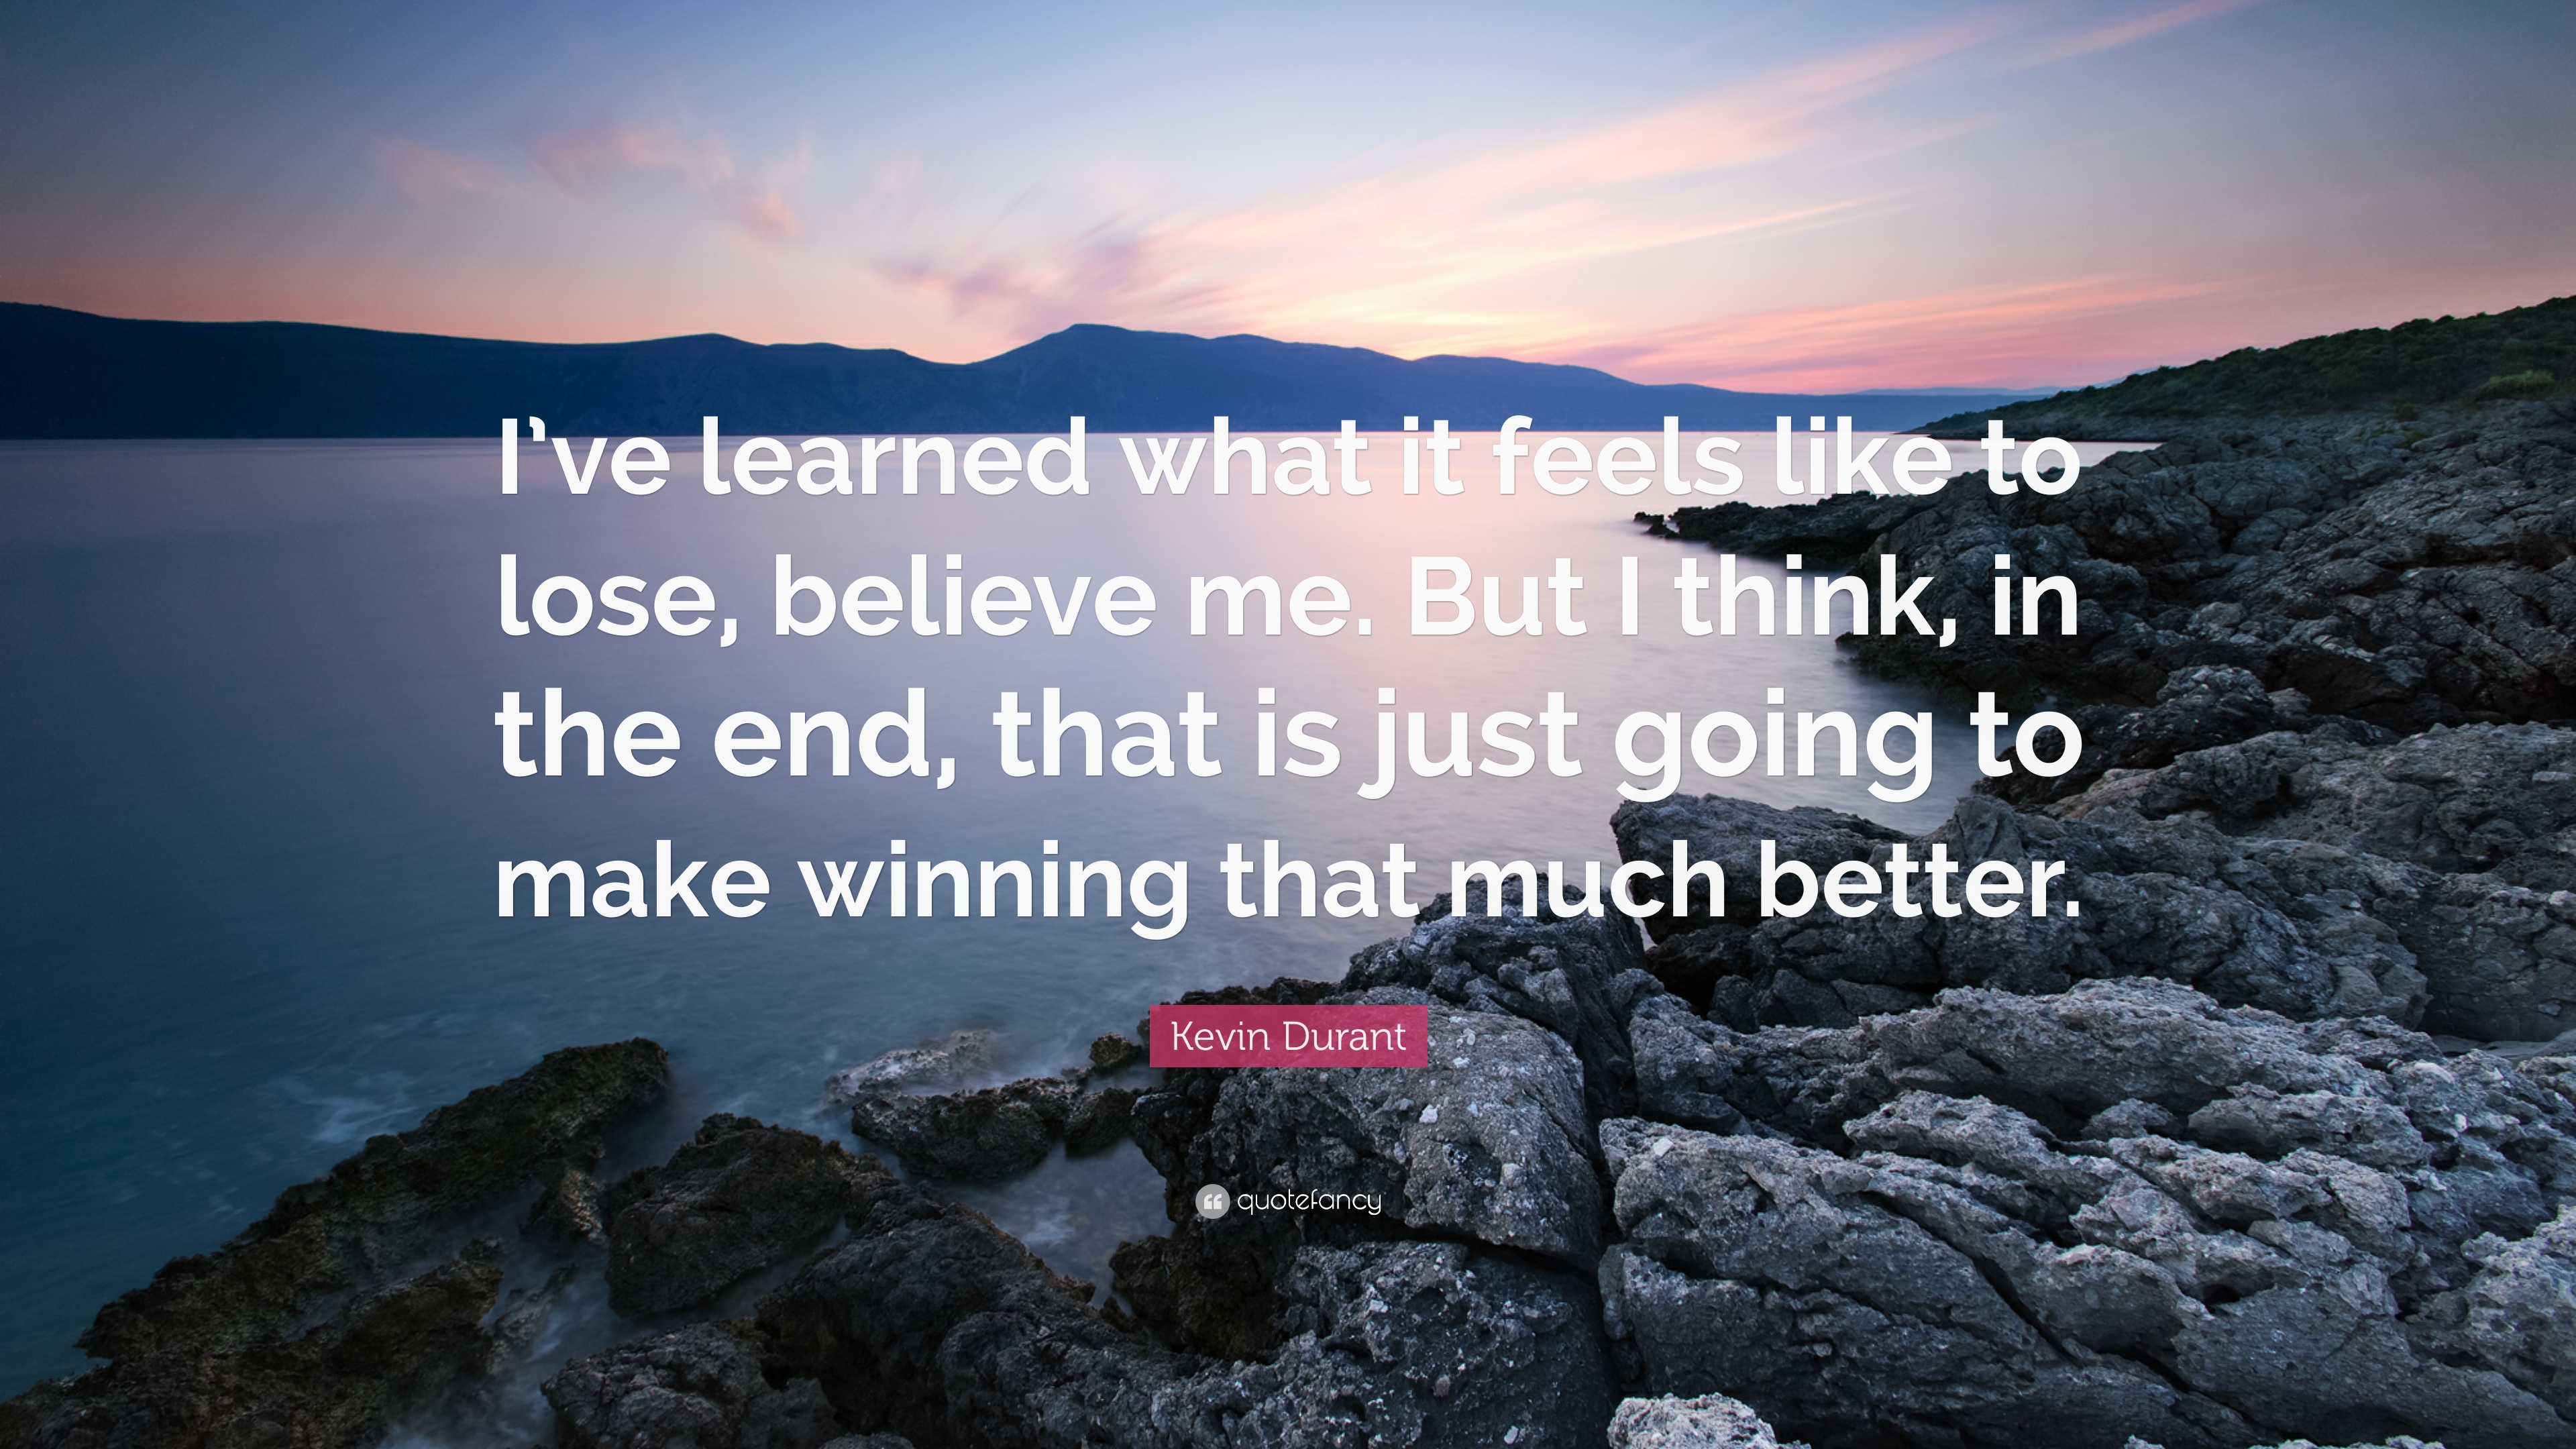 I’ve learned what it feels like to
lose, believe me. But I think, in
the end, that is just going to
make winning that much better.
Kevin Durant
quotefancy